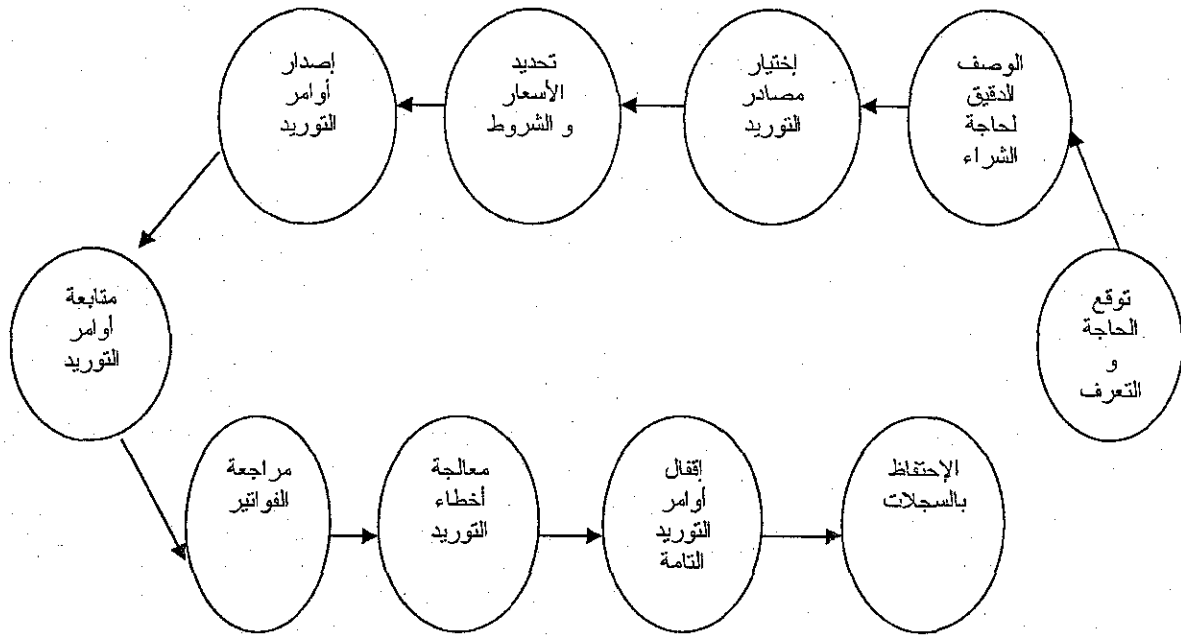 توقع
الحاجة
و
التعرف
الوصف
الدقيق
لحاجة
الشراء
إختيار
مصادر
التوريد
تحديد
الأسعار
و الشروط
إصدار
أوامر
التوريد
متابعة
أوامر
التوريد
مراجعة
الفواتير
معالجة
أخطاء
التوريد
إقفال
أوامر
التوريد
التامة
الإحتفاظ
بالسجلات